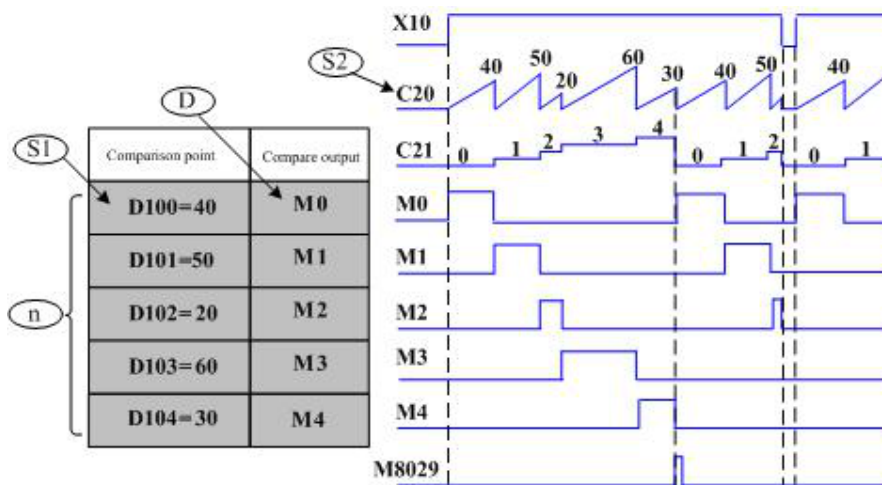 S1
D
Comparison point
Compare output
D100=40
M0
D101=50
M1
D102=20
M2
D103=60
M3
D104=30
M4
n
X10
S2
C20
40
50
20
60
30
40
50
40
C21
0
1
2
3
4
0
1
2
0
1
M0
M1
M2
M3
M4
M8029